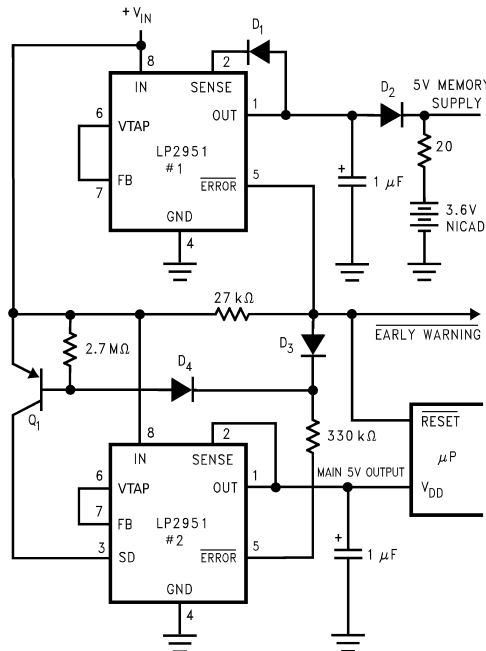 + V_IN
D1
8
2
IN
SENSE
1
D2
5V MEMORY
SUPPLY
OUT
6
VTAP
LP2951
#1
20
+
1 μF
7
FB
5
ERROR
3.6V
NICAD
GND
4
27 kΩ
2.7 MΩ
D3
EARLY WARNING
D4
Q1
RESET
8
2
330 kΩ
μP
IN
SENSE
6
VTAP
1
OUT
MAIN 5V OUTPUT
VDD
7
FB
LP2951
#2
3
SD
5
ERROR
+
1 μF
GND
4